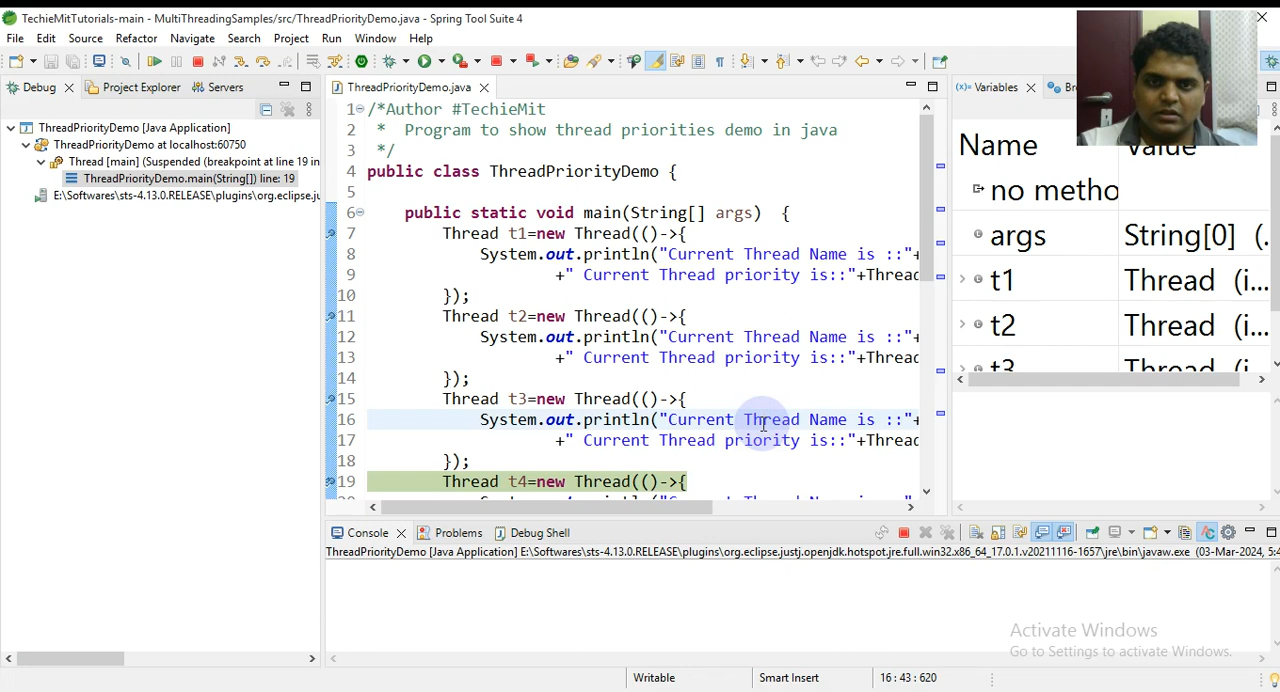 TechieMitTutorials-main - MultiThreadingSamples/src/ThreadPriorityDemo.java - Spring Tool Suite 4
File Edit Source Refactor Navigate Search Project Run Window Help
Debug Project Explorer Servers
ThreadPriorityDemo [Java Application]
ThreadPriorityDemo at localhost:60750
Thread [main] (Suspended (breakpoint at line 19 in
ThreadPriorityDemo.main(String[]) line: 19
E:\Softwares\sts-4.13.0.RELEASE\plugins\org.eclipse.ju
ThreadPriorityDemo.java
1 /*Author #TechieMit
2 * Program to show thread priorities demo in java
3 */
4 public class ThreadPriorityDemo {
5
6 public static void main(String[] args) {
7 Thread t1=new Thread(()->{
8 System.out.println("Current Thread Name is ::"+
9 +" Current Thread priority is::"+Threa
10 });
11 Thread t2=new Thread(()->{
12 System.out.println("Current Thread Name is ::"+
13 +" Current Thread priority is::"+Threa
14 });
15 Thread t3=new Thread(()->{
16 System.out.println("Current Thread Name is ::"+
17 +" Current Thread priority is::"+Threa
18 });
19 Thread t4=new Thread(()->{
(x)= Variables Br
Name Value
no metho
args String[0] (.
t1 Thread (i...
t2 Thread (i...
t3 Thread (i...
Console Problems Debug Shell
ThreadPriorityDemo [Java Application] E:\Softwares\sts-4.13.0.RELEASE\plugins\org.eclipse.justj.openjdk.hotspot.jre.full.win32.x86_64_17.0.1.v20211116-1657\jre\bin\javaw.exe (03-Mar-2024, 5:4
Activate Windows
Go to Settings to activate Windows.
Writable Smart Insert 16 : 43 : 620